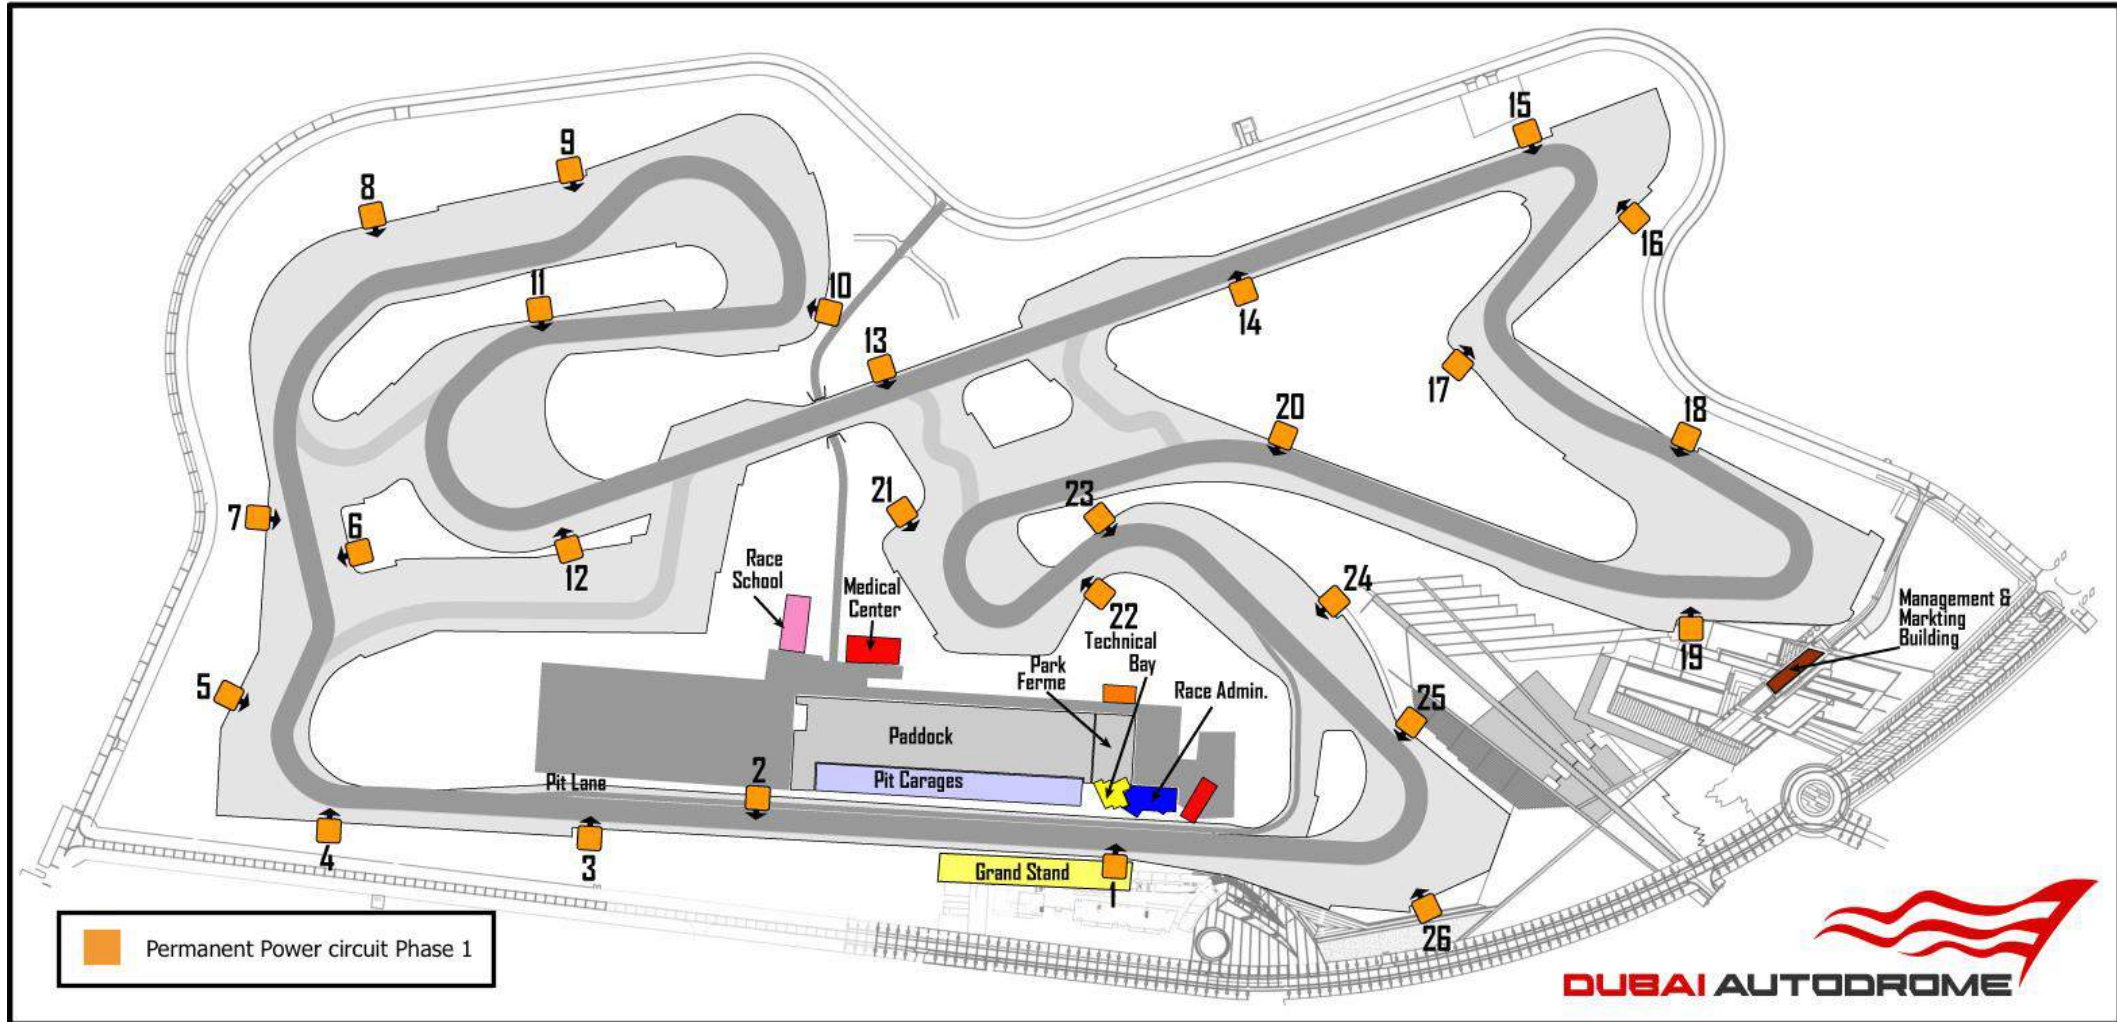 15
9
8
16
11
10
13
14
17
18
20
21
23
7
6
12
Race
School
Medical
Center
24
22
Technical
Bay
Park
Ferme
Race Admin.
19
Management &
Markting
Building
5
25
Paddock
2
Pit Lane
Pit Carages
4
3
Grand Stand
1
26
Permanent Power circuit Phase 1
DUBAI AUTODROME